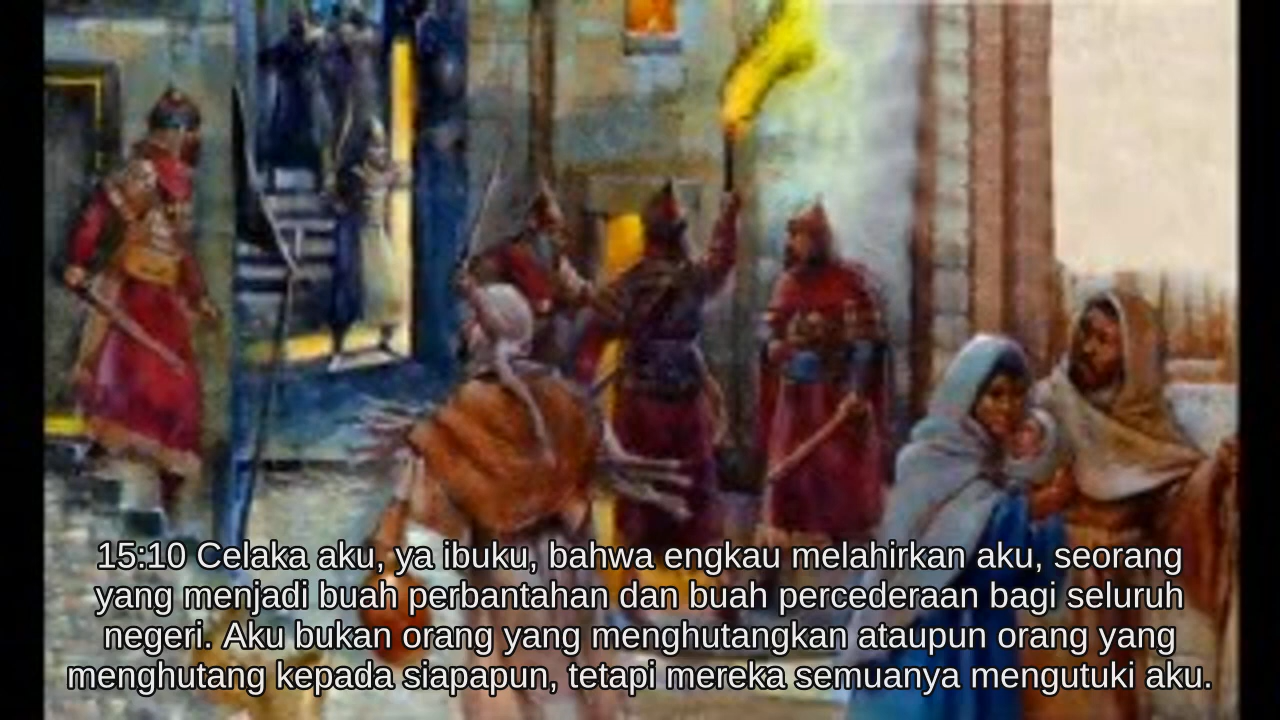 15:10 Celaka aku, ya ibuku, bahwa engkau melahirkan aku, seorang
yang menjadi buah perbantahan dan buah percederaan bagi seluruh
negeri. Aku bukan orang yang menghutangkan ataupun orang yang
menghutang kepada siapapun, tetapi mereka semuanya mengutuki aku.